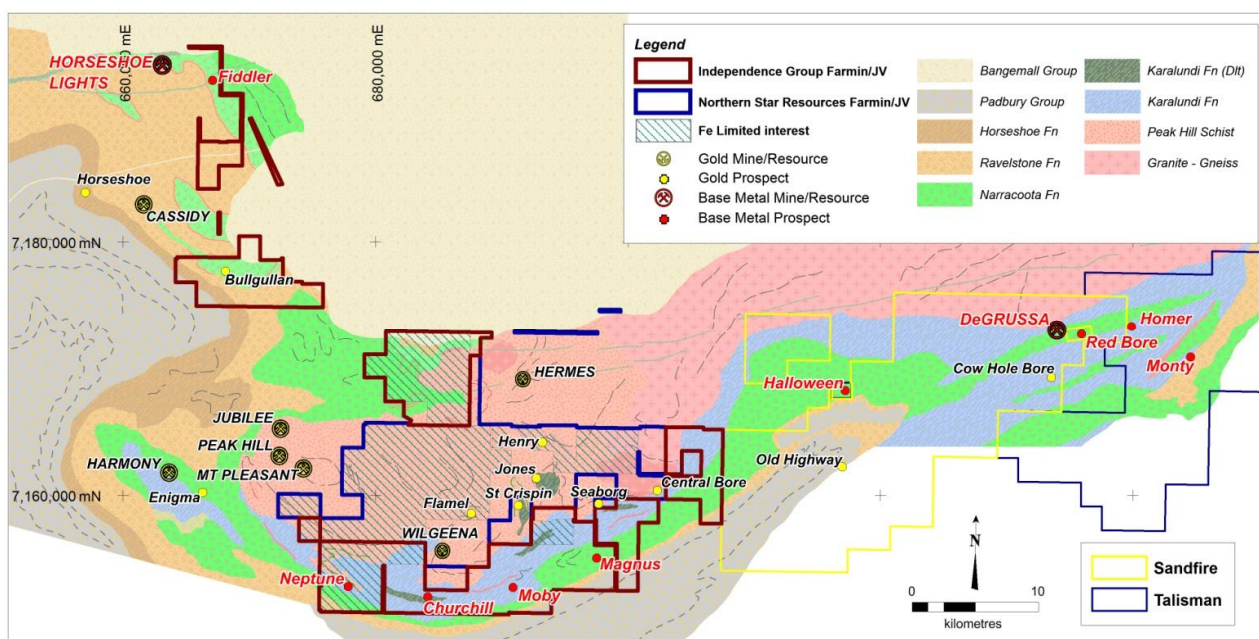 660,000 mE
680,000 mE
HORSESHOE
LIGHTS
Fiddler
Horseshoe
CASSIDY
7,180,000 mN
Bullgullan
Legend
Independence Group Farmin/JV
Northern Star Resources Farmin/JV
Fe Limited interest
Gold Mine/Resource
Gold Prospect
Base Metal Mine/Resource
Base Metal Prospect
Bangemall Group
Padbury Group
Horseshoe Fn
Ravelstone Fn
Narracoota Fn
Karalundi Fn (Dlt)
Karalundi Fn
Peak Hill Schist
Granite - Gneiss
DeGRUSSA
Homer
Red Bore
Monty
Cow Hole Bore
Halloween
HERMES
JUBILEE
PEAK HILL
MT PLEASANT
HARMONY
Enigma
7,160,000 mN
Henry
Jones
St Crispin
Seaborg
Central Bore
Old Highway
Flamel
WILGEENA
Neptune
Churchill
Moby
Magnus
N
0
10
kilometres
Sandfire
Talisman